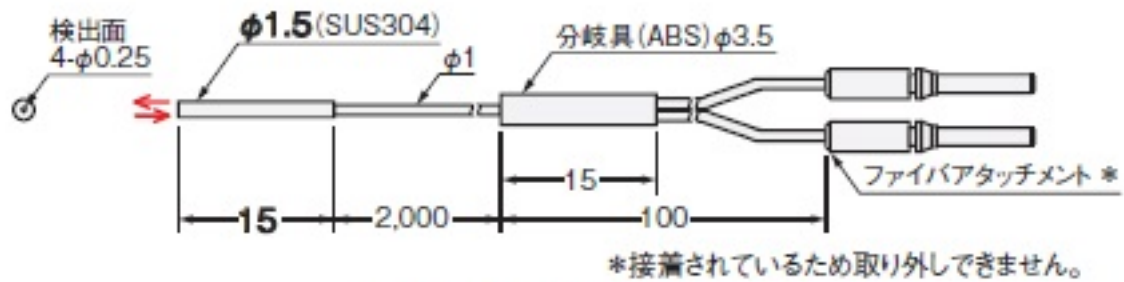 検出面
4-φ0.25
φ1.5(SUS304)
φ1
分岐具(ABS)φ3.5
ファイバアタッチメント *
15
15
2,000
100
*接着されているため取り外しできません。